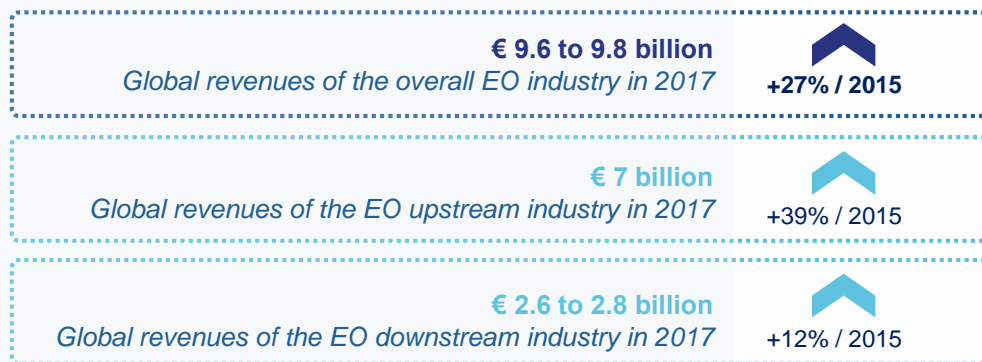 € 9.6 to 9.8 billion
Global revenues of the overall EO industry in 2017
+27% / 2015
€ 7 billion
Global revenues of the EO upstream industry in 2017
+39% / 2015
€ 2.6 to 2.8 billion
Global revenues of the EO downstream industry in 2017
+12% / 2015